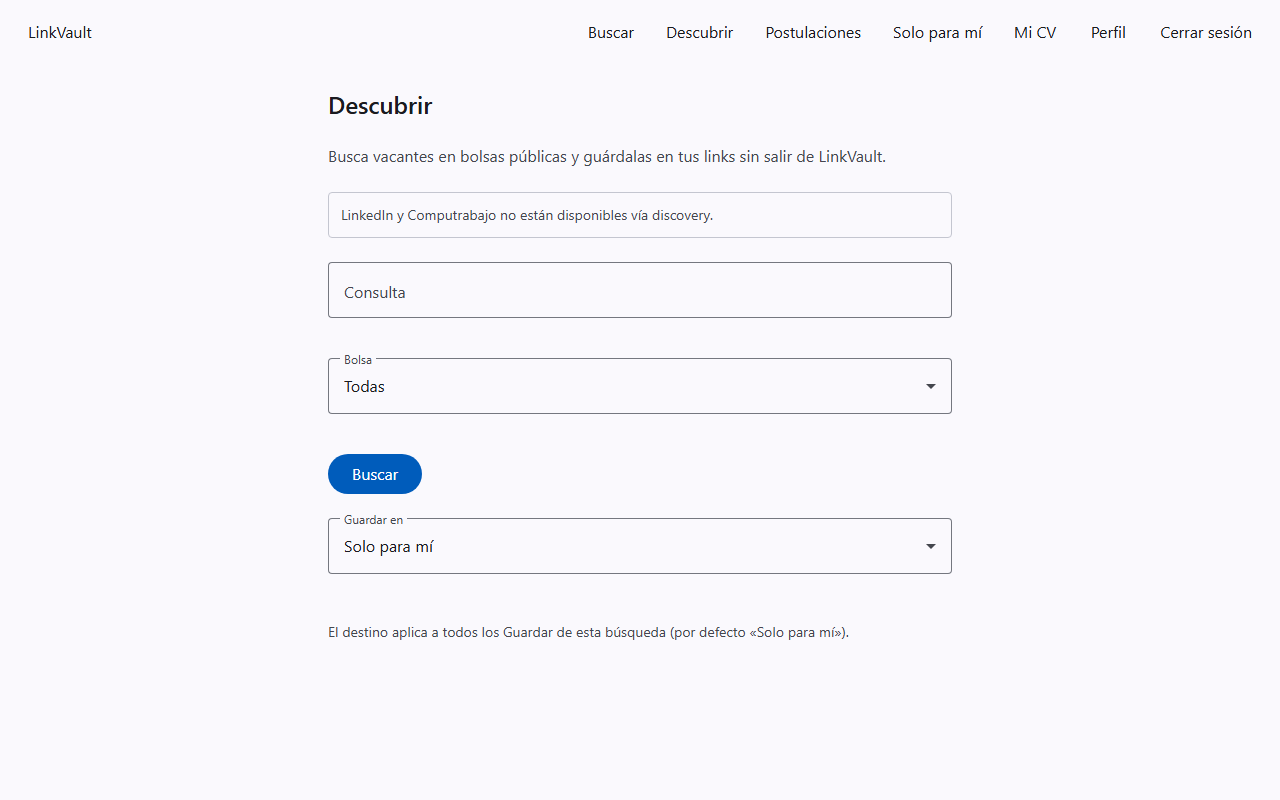 LinkVault
Buscar
Descubrir
Postulaciones
Solo para mí
Mi CV
Perfil
Cerrar sesión
Descubrir
Busca vacantes en bolsas públicas y guárdalas en tus links sin salir de LinkVault.
LinkedIn y Computrabajo no están disponibles vía discovery.
Consulta
Bolsa
Todas
Buscar
Guardar en
Solo para mí
El destino aplica a todos los Guardar de esta búsqueda (por defecto «Solo para mí»).